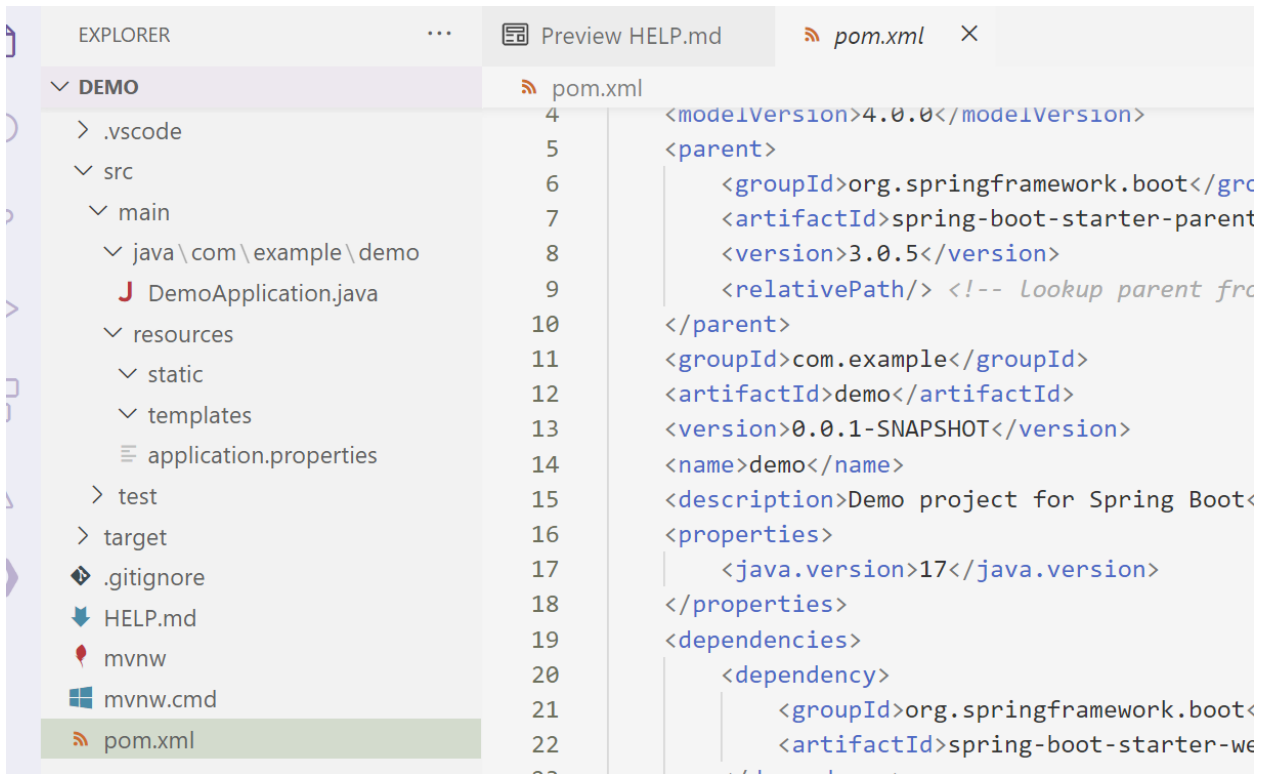 EXPLORER ···
DEMO
.vscode
src
main
java\com\example\demo
J DemoApplication.java
resources
static
templates
application.properties
test
target
.gitignore
HELP.md
mvnw
mvnw.cmd
pom.xml
Preview HELP.md pom.xml
pom.xml
4 <modelVersion>4.0.0</modelVersion>
5 <parent>
6 <groupId>org.springframework.boot</gro
7 <artifactId>spring-boot-starter-parent
8 <version>3.0.5</version>
9 <relativePath/> <!-- lookup parent fro
10 </parent>
11 <groupId>com.example</groupId>
12 <artifactId>demo</artifactId>
13 <version>0.0.1-SNAPSHOT</version>
14 <name>demo</name>
15 <description>Demo project for Spring Boot<
16 <properties>
17 <java.version>17</java.version>
18 </properties>
19 <dependencies>
20 <dependency>
21 <groupId>org.springframework.boot<
22 <artifactId>spring-boot-starter-we